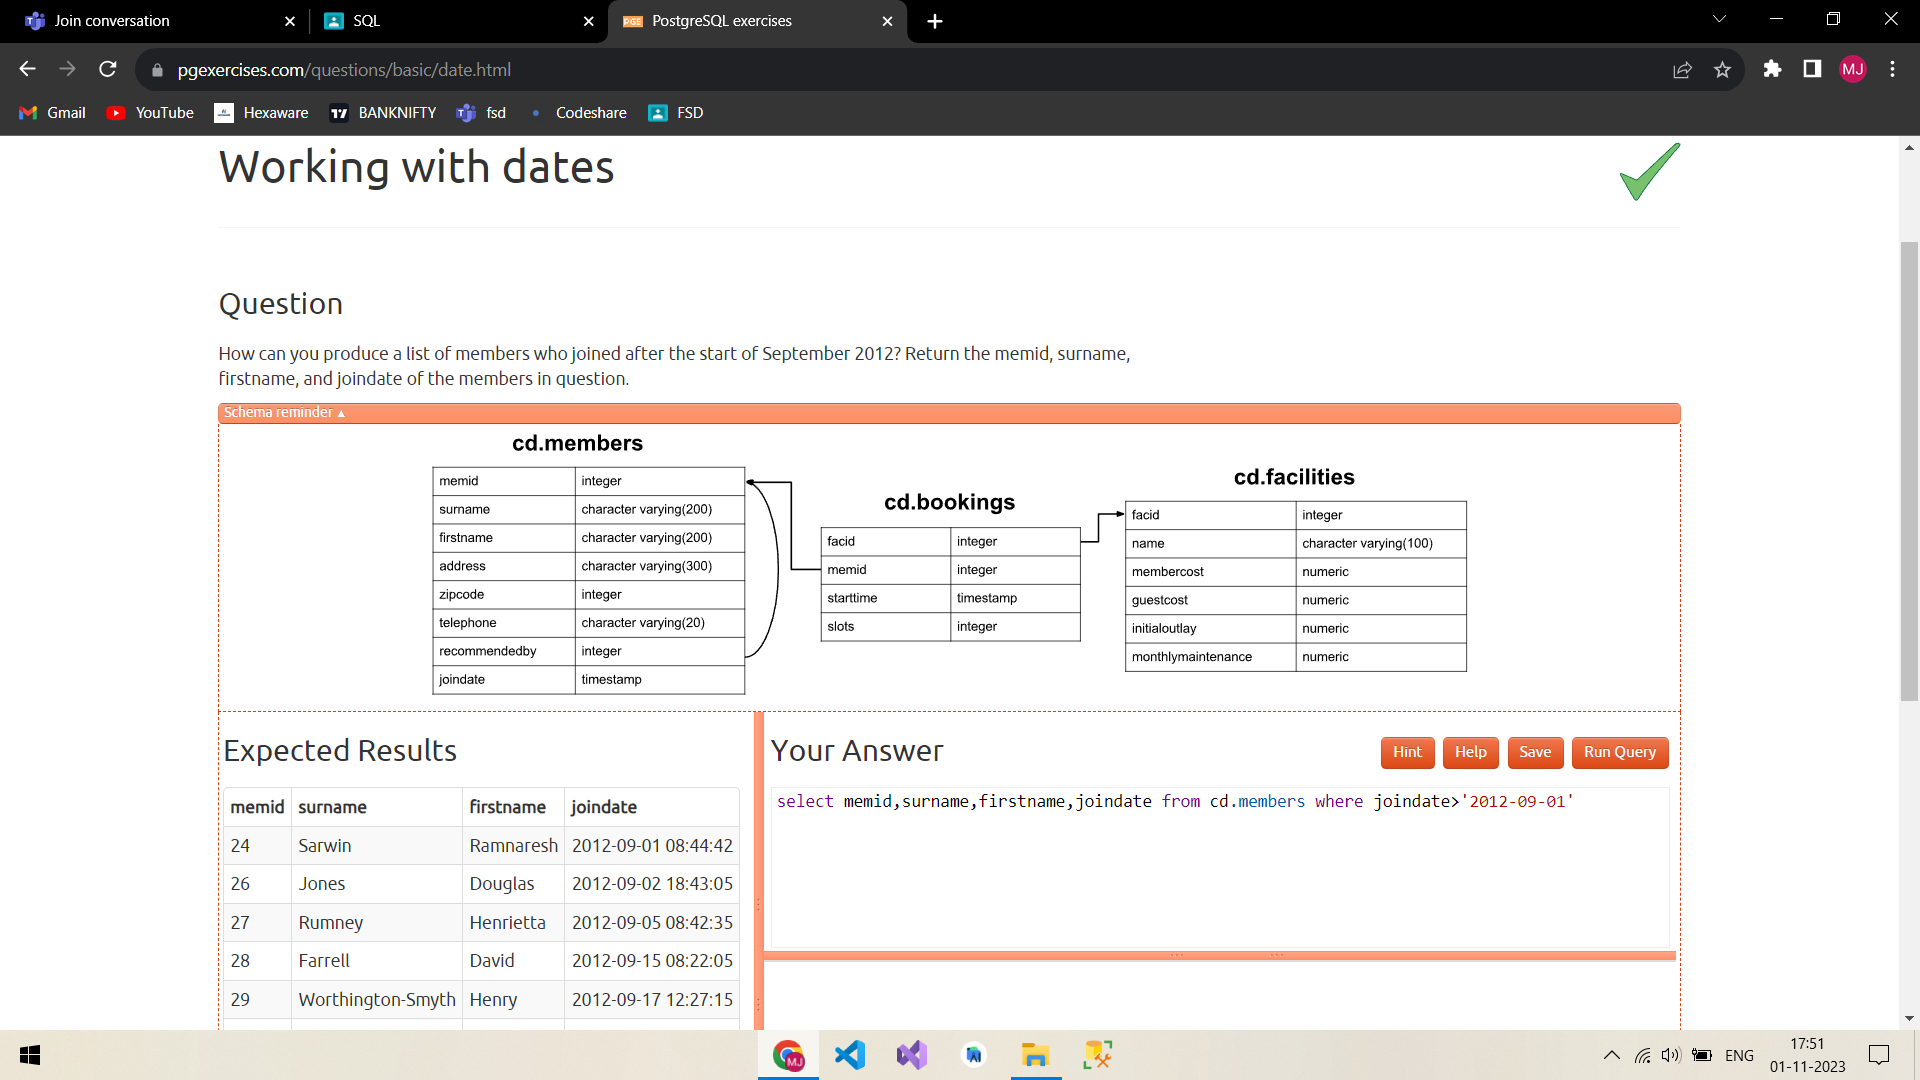 Join conversation
SQL
PostgreSQL exercises
pgexercises.com/questions/basic/date.html
MJ
Gmail
YouTube
Hexaware
BANKNIFTY
fsd
Codeshare
FSD
Working with dates
Question
How can you produce a list of members who joined after the start of September 2012? Return the memid, surname,
firstname, and joindate of the members in question.
Schema reminder ▲
cd.members
memid integer
surname character varying(200)
firstname character varying(200)
address character varying(300)
zipcode integer
telephone character varying(20)
recommendedby integer
joindate timestamp
cd.bookings
facid integer
memid integer
starttime timestamp
slots integer
cd.facilities
facid integer
name character varying(100)
membercost numeric
guestcost numeric
initialoutlay numeric
monthlymaintenance numeric
Expected Results
memid surname firstname joindate
24 Sarwin Ramnaresh 2012-09-01 08:44:42
26 Jones Douglas 2012-09-02 18:43:05
27 Rumney Henrietta 2012-09-05 08:42:35
28 Farrell David 2012-09-15 08:22:05
29 Worthington-Smyth Henry 2012-09-17 12:27:15
Your Answer
Hint Help Save Run Query
select memid,surname,firstname,joindate from cd.members where joindate>'2012-09-01'
MJ
ENG
17:51
01-11-2023